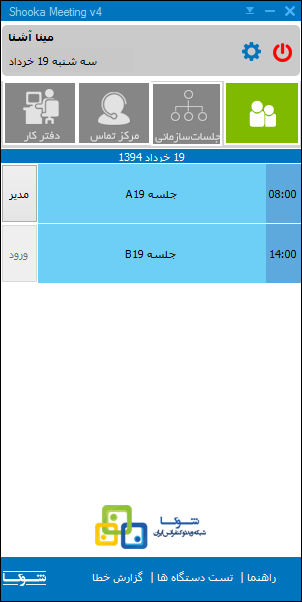 Shooka Meeting v4
مینا آشنا
سه شنبه 19 خرداد
جلسات‌سازمانی
مرکز تماس
دفتر کار
19 خرداد 1394
08:00
جلسه A19
مدیر
14:00
جلسه B19
ورود
شوکا
شبکه ویدئو کنفرانس ایران
راهنما | تست دستگاه ها | گزارش خطا
شوکا